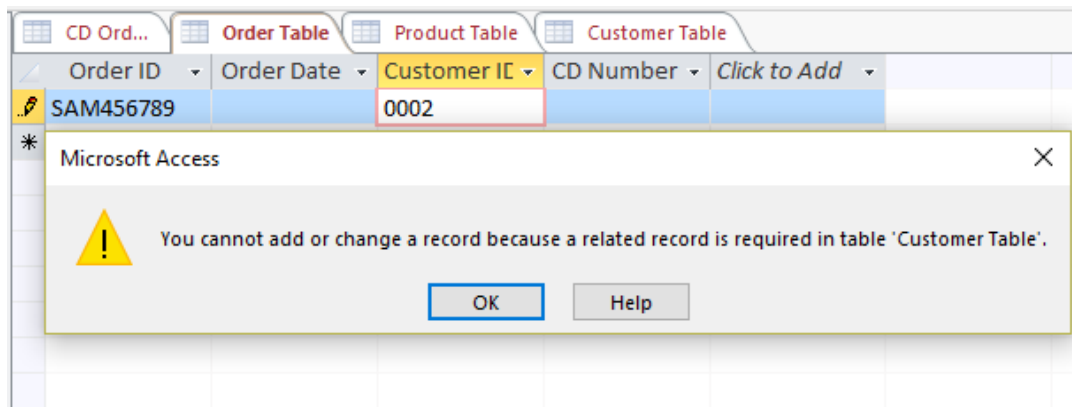 CD Ord... Order Table Product Table Customer Table
Order ID Order Date Customer ID CD Number Click to Add
SAM456789 0002
Microsoft Access
You cannot add or change a record because a related record is required in table 'Customer Table'.
OK Help